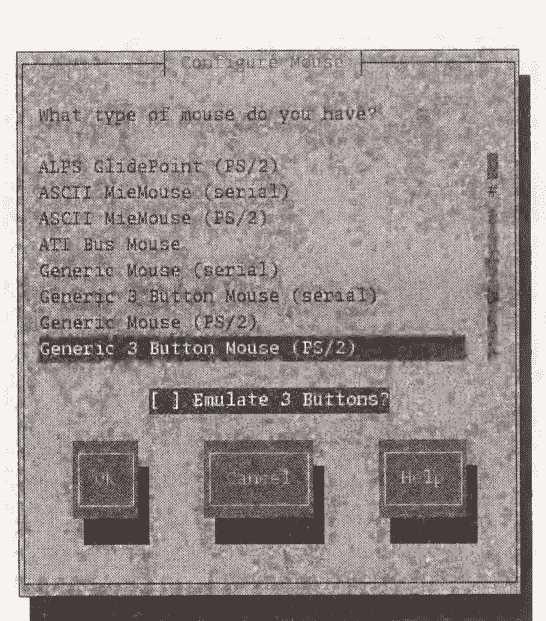 Configure Mouse
What type of mouse do you have?
ALPS GlidePoint (PS/2)
ASCII MieMouse (serial)
ASCII MieMouse (PS/2)
ATI Bus Mouse
Generic Mouse (serial)
Generic 3 Button Mouse (serial)
Generic Mouse (PS/2)
Generic 3 Button Mouse (PS/2)
[ ] Emulate 3 Buttons?
Ok Cancel Help